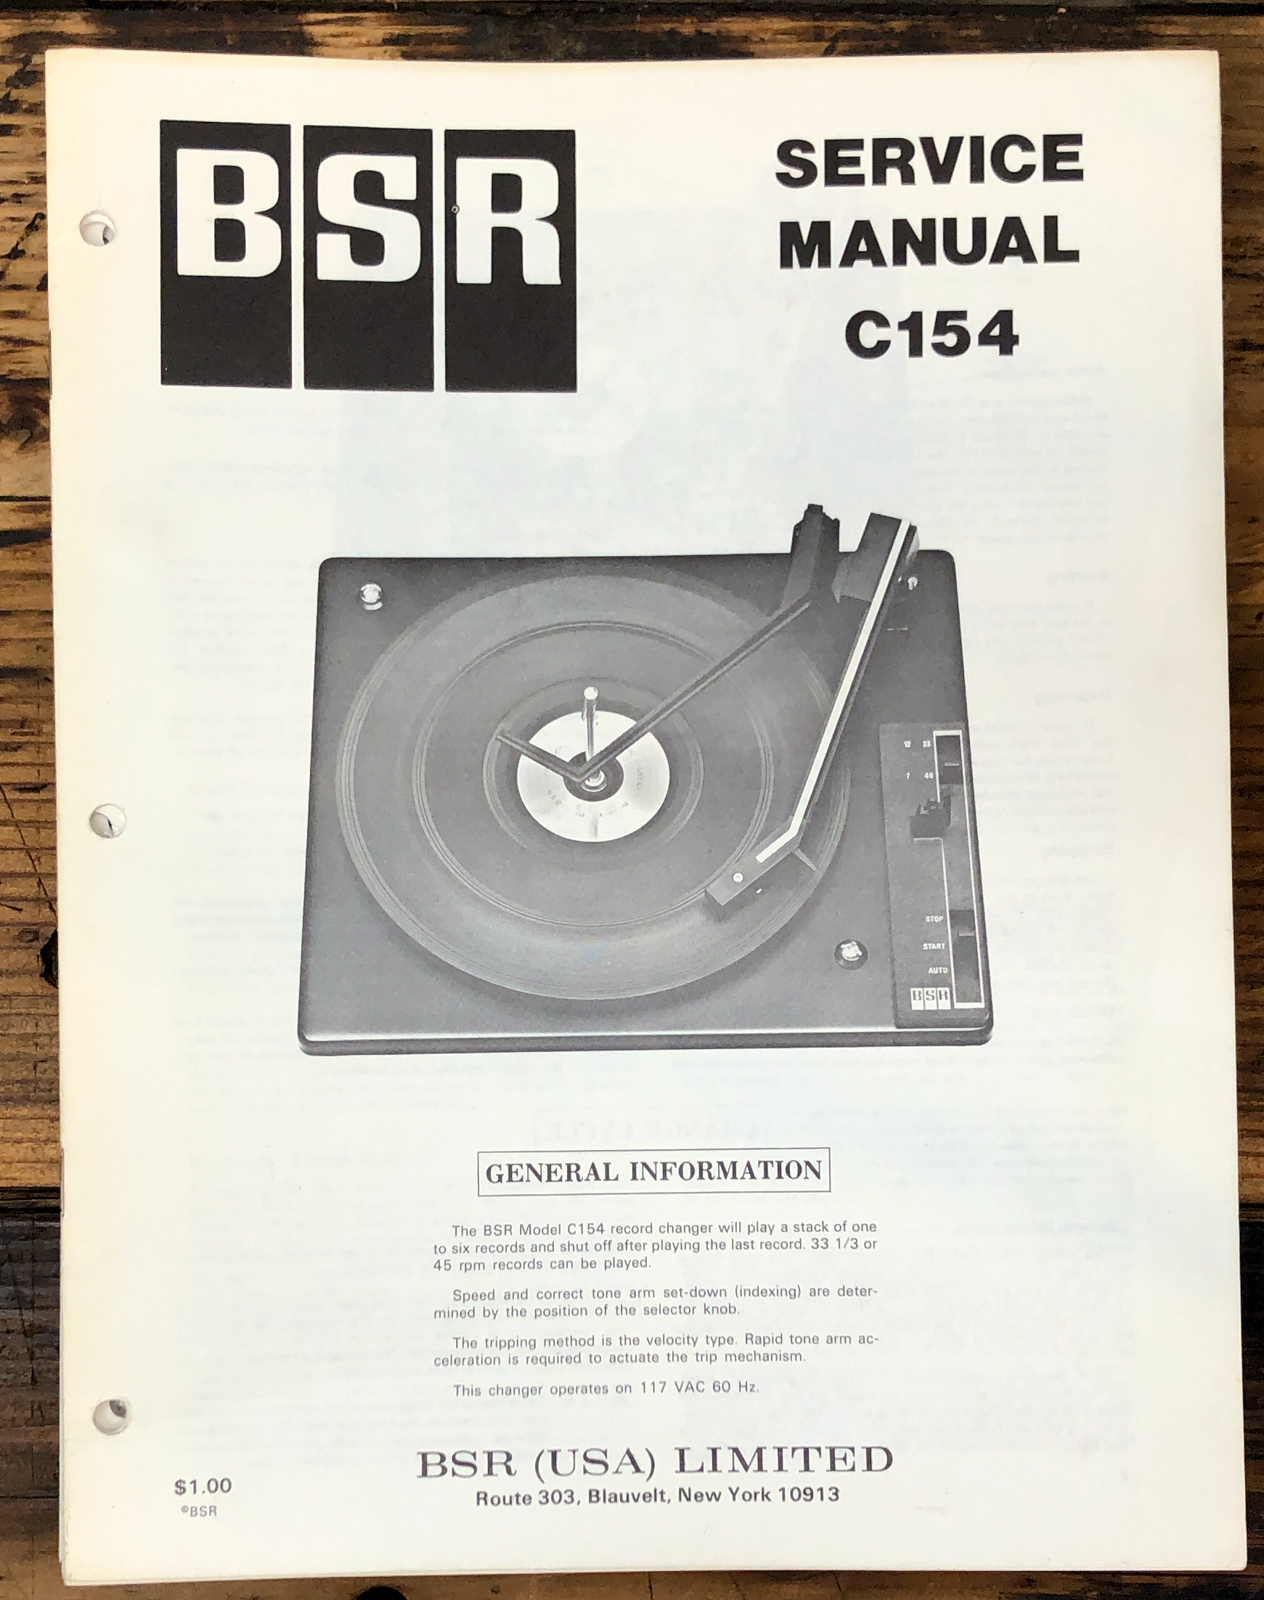 BSR
SERVICE
MANUAL
C154
12 33
7 45
STOP
START
AUTO
BSR
GENERAL INFORMATION
The BSR Model C154 record changer will play a stack of one
to six records and shut off after playing the last record. 33 1/3 or
45 rpm records can be played.
Speed and correct tone arm set-down (indexing) are deter-
mined by the position of the selector knob.
The tripping method is the velocity type. Rapid tone arm ac-
celeration is required to actuate the trip mechanism.
This changer operates on 117 VAC 60 Hz.
BSR (USA) LIMITED
Route 303, Blauvelt, New York 10913
$1.00
©BSR